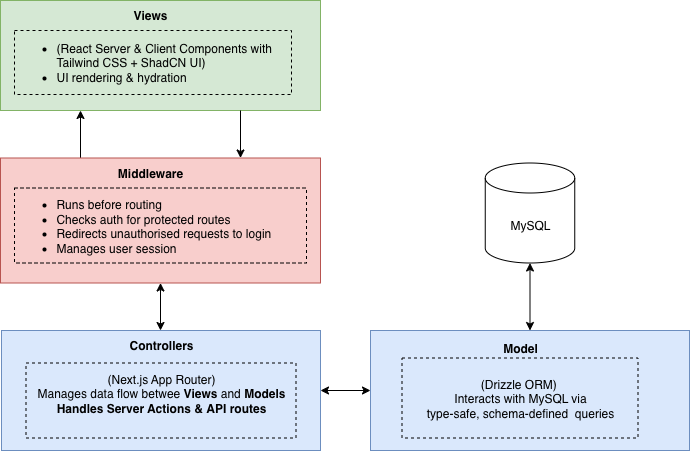 Views
• (React Server & Client Components with
Tailwind CSS + ShadCN UI)
• UI rendering & hydration
Middleware
• Runs before routing
• Checks auth for protected routes
• Redirects unauthorised requests to login
• Manages user session
MySQL
Controllers
(Next.js App Router)
Manages data flow betwee Views and Models
Handles Server Actions & API routes
Model
(Drizzle ORM)
Interacts with MySQL via
type-safe, schema-defined queries